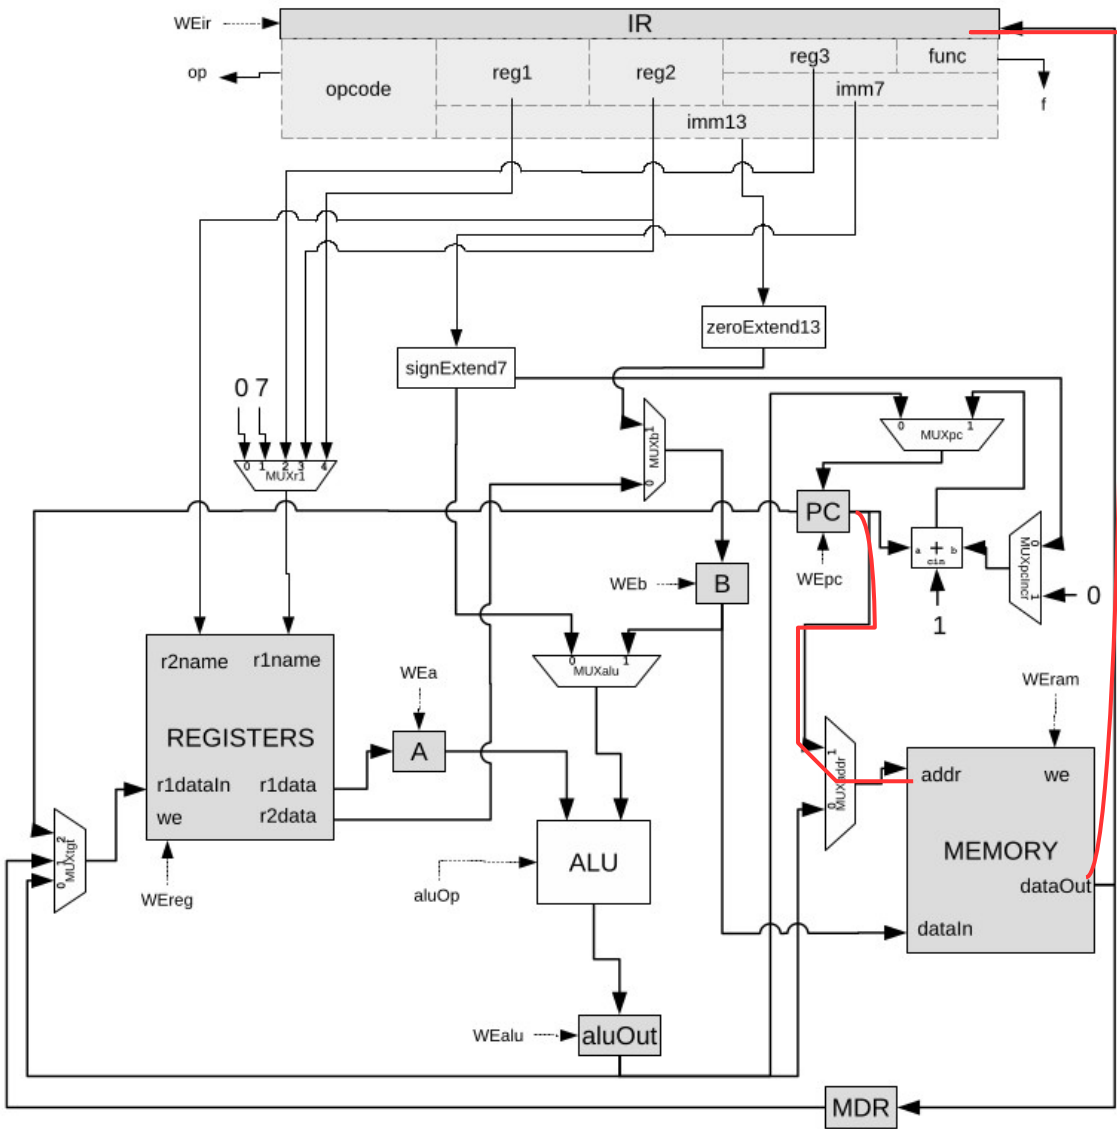 WEir
IR
op
opcode
reg1
reg2
reg3
func
imm7
imm13
f
zeroExtend13
signExtend7
0 7
0 1 2 3 4
MUXr1
1
MUXb
0
0 1
MUXpc
PC
WEpc
a + b
cin
1
0
MUXpcincr
1
0
WEb
B
r2name
r1name
REGISTERS
r1dataIn
r1data
we
r2data
WEreg
WEa
A
0 1
MUXalu
2
1
0
MUXtgt
ALU
aluOp
1
0
WEram
addr
we
MEMORY
dataOut
dataIn
WEalu
aluOut
MDR